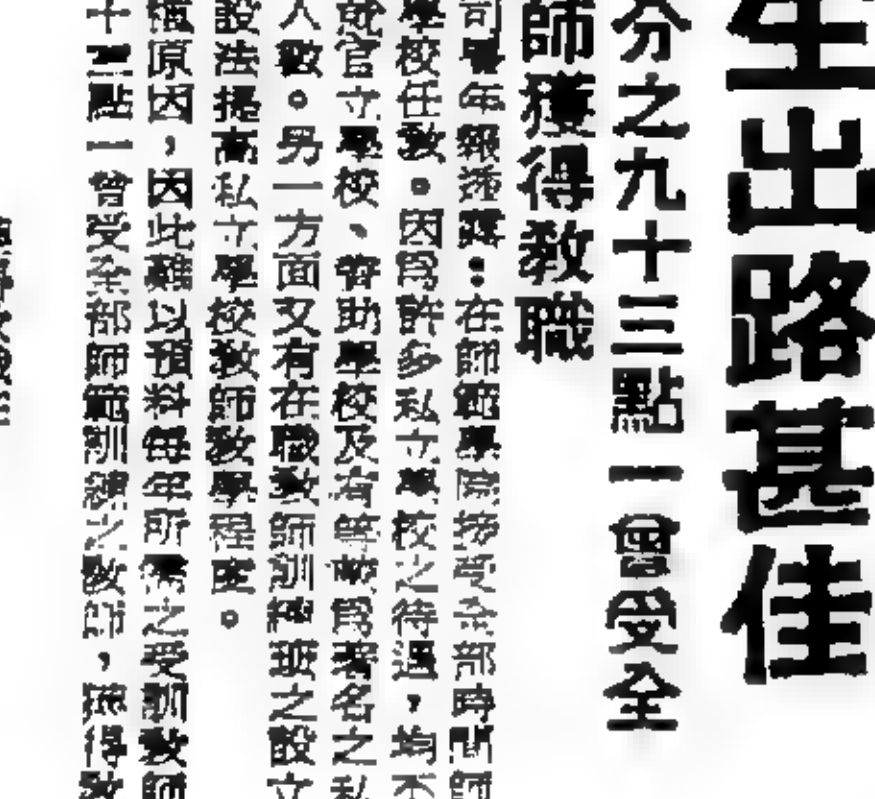 生出路甚佳
分之九十三點一曾受全
師獲得教職
司署年報透露：在師範學院接受全部時間師
學校任教。因爲許多私立學校之待遇，均不
就官立學校、資助學校及有等較爲著名之私
人數。另一方面又有在職教師訓練班之設立
設法提高私立學校教師教學程度。
種原因，因此難以預料每年所需之受訓教師
十三點一曾受全部師範訓練之教師，獲得教